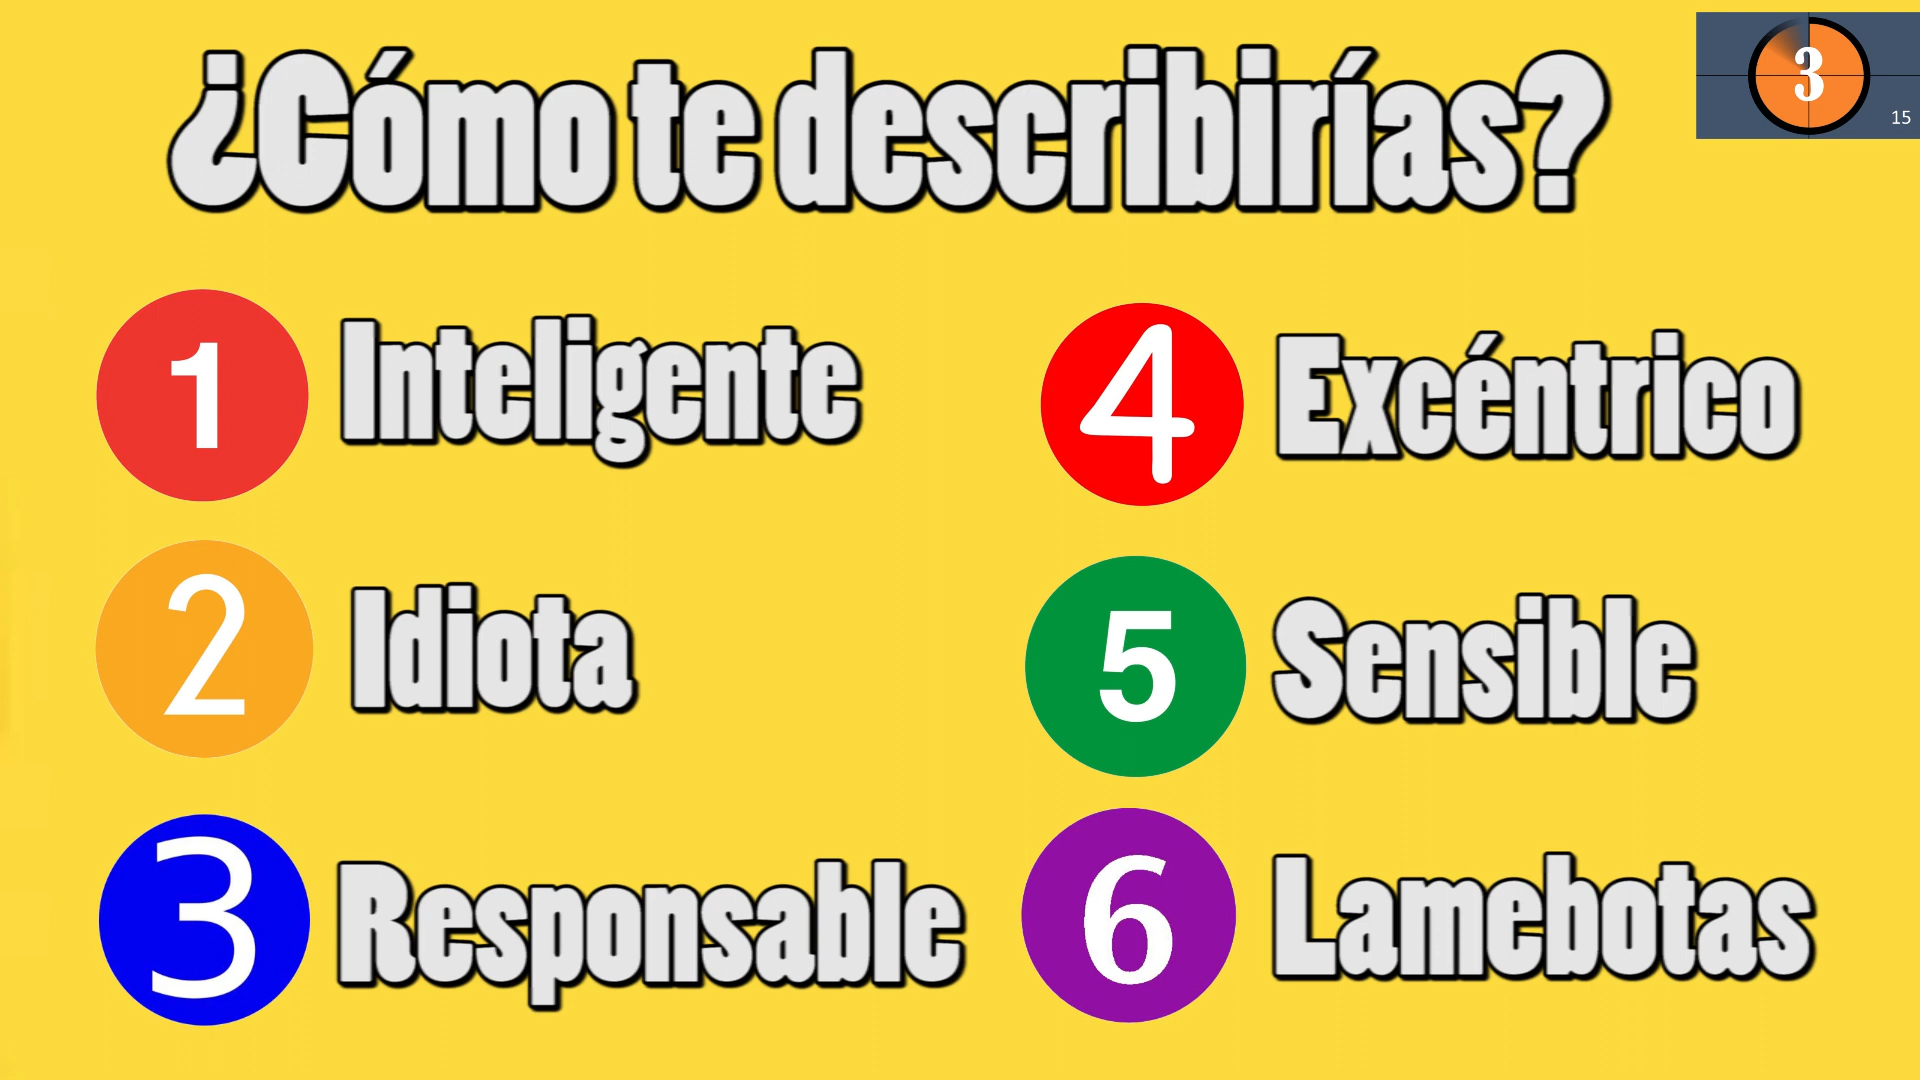 ¿Cómo te describirías?
3
15
1 Inteligente
2 Idiota
3 Responsable
4 Excéntrico
5 Sensible
6 Lamebotas